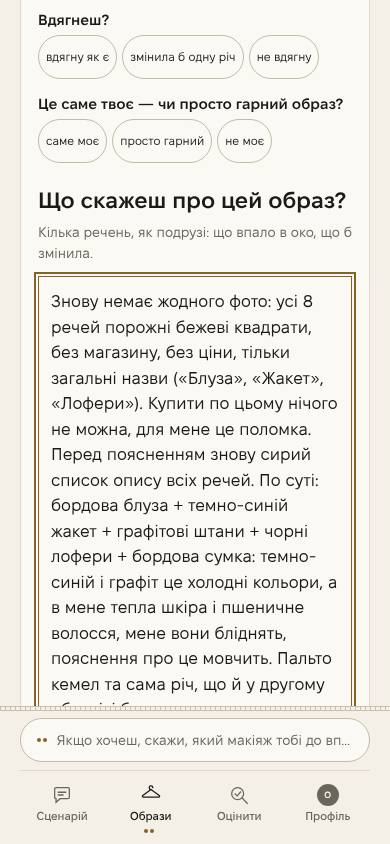 Вдягнеш?
вдягну як є змінила б одну річ не вдягну
Це саме твоє — чи просто гарний образ?
саме моє просто гарний не моє
Що скажеш про цей образ?
Кілька речень, як подрузі: що впало в око, що б
змінила.
Знову немає жодного фото: усі 8
речей порожні бежеві квадрати,
без магазину, без ціни, тільки
загальні назви («Блуза», «Жакет»,
«Лофери»). Купити по цьому нічого
не можна, для мене це поломка.
Перед поясненням знову сирий
список опису всіх речей. По суті:
бордова блуза + темно-синій
жакет + графітові штани + чорні
лофери + бордова сумка: темно-
синій і графіт це холодні кольори, а
в мене тепла шкіра і пшеничне
волосся, мене вони бліднять,
пояснення про це мовчить. Пальто
кемел та сама річ, що й у другому
Якщо хочеш, скажи, який макіяж тобі до вп...
Сценарій Образи Оцінити Профіль
О